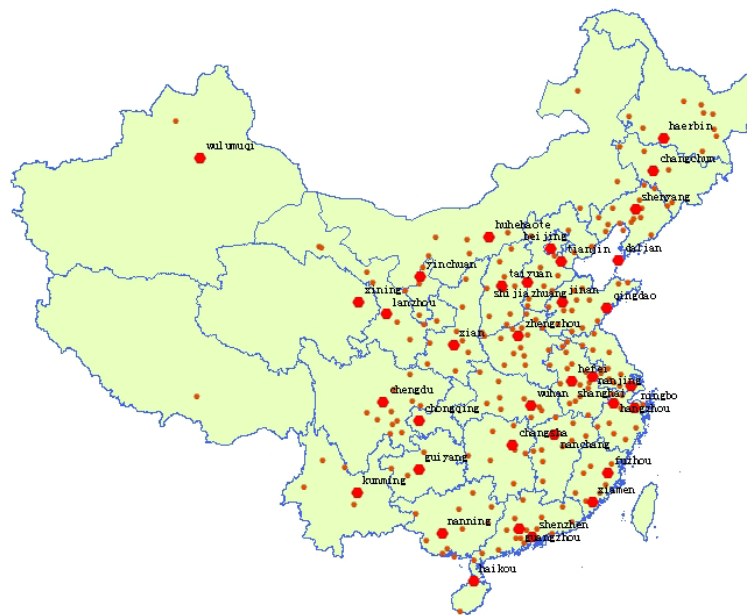 haerbin
wulumuqi
changchun
shenyang
huhehaote
beijing
tianjin
dalian
yinchuan
taiyuan
xining
shijiazhuang
jinan
qingdao
lanzhou
zhengzhou
xian
hefei
nanjing
chengdu
wuhan
shanghai
ningbo
hangzhou
chongqing
changsha
nanchang
guiyang
fuzhou
kunming
xiamen
nanning
shenzhen
guangzhou
haikou